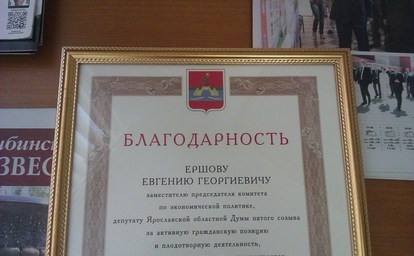 БЛАГОДАРНОСТЬ
ЕРШОВУ
ЕВГЕНИЮ ГЕОРГИЕВИЧУ
заместителю председателя комитета
по экономической политике,
депутату Ярославской областной Думы пятого созыва
за активную гражданскую позицию
и плодотворную деятельность,